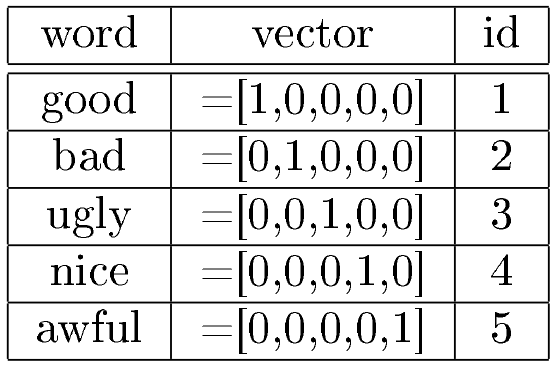 word vector id
good =[1,0,0,0,0] 1
bad =[0,1,0,0,0] 2
ugly =[0,0,1,0,0] 3
nice =[0,0,0,1,0] 4
awful =[0,0,0,0,1] 5